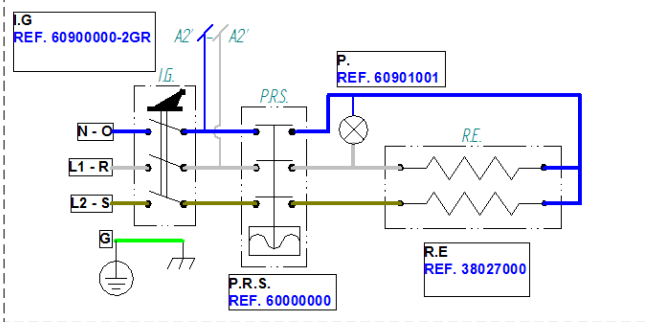 I.G
REF. 60900000-2GR
A2'
A2'
I.G.
P.
REF. 60901001
P.R.S.
N - O
R.E.
L1 - R
L2 - S
G
P.R.S.
REF. 60000000
R.E
REF. 38027000